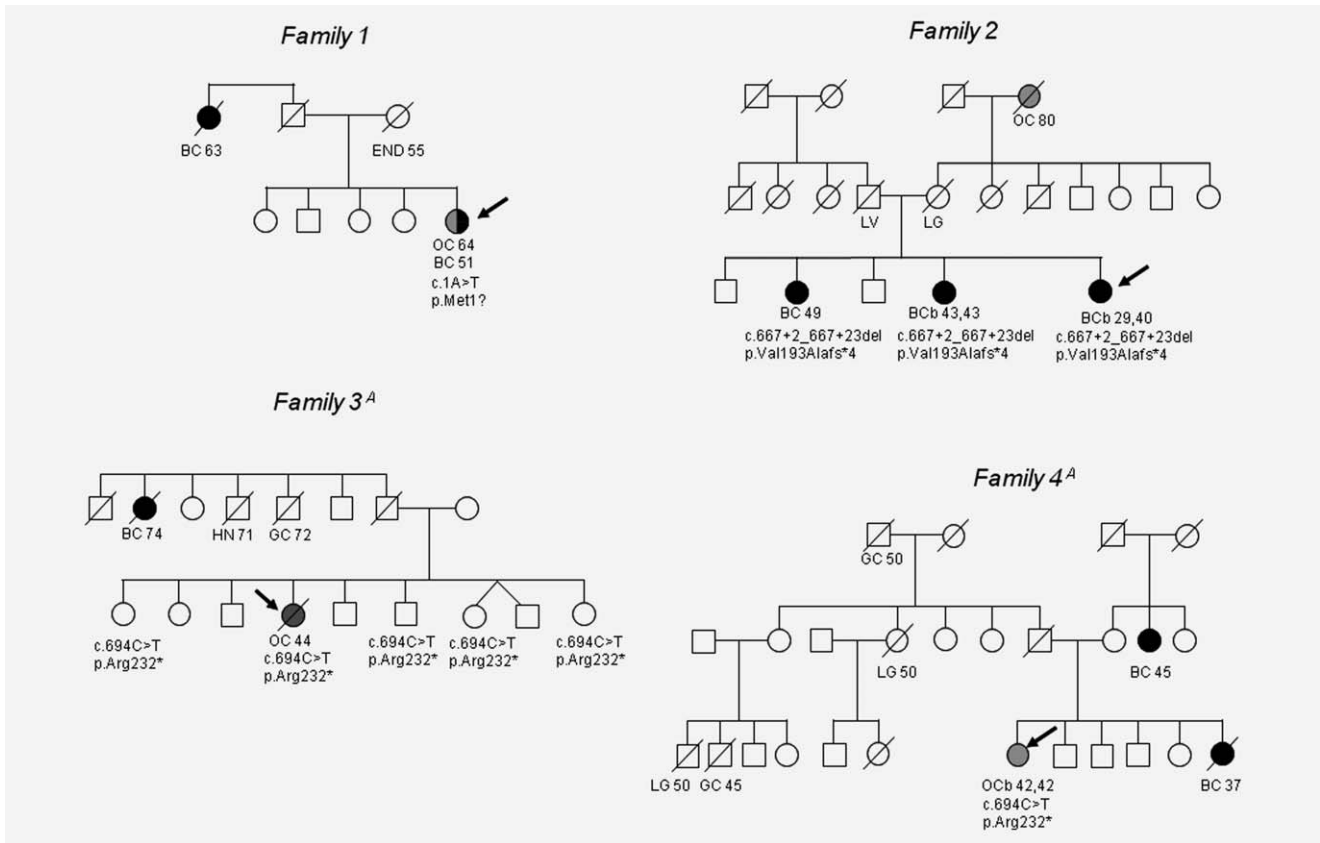 Family 1
BC 63
END 55
OC 64
BC 51
c.1A>T
p.Met1?
Family 2
OC 80
LV
LG
BC 49
c.667+2_667+23del
p.Val193Alafs*4
BCb 43,43
c.667+2_667+23del
p.Val193Alafs*4
BCb 29,40
c.667+2_667+23del
p.Val193Alafs*4
Family 3 A
BC 74
HN 71
GC 72
c.694C>T
p.Arg232*
OC 44
c.694C>T
p.Arg232*
c.694C>T
p.Arg232*
c.694C>T
p.Arg232*
c.694C>T
p.Arg232*
Family 4 A
GC 50
LG 50
BC 45
LG 50
GC 45
OCb 42,42
c.694C>T
p.Arg232*
BC 37